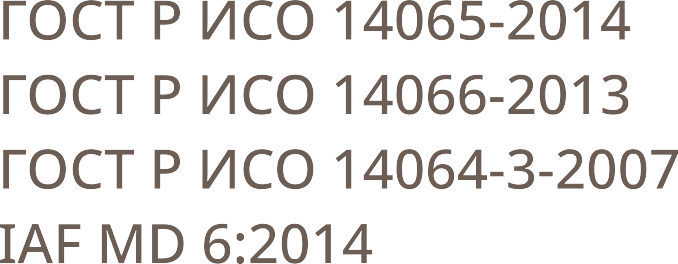 ГОСТ Р ИСО 14065-2014
ГОСТ Р ИСО 14066-2013
ГОСТ Р ИСО 14064-3-2007
IAF MD 6:2014